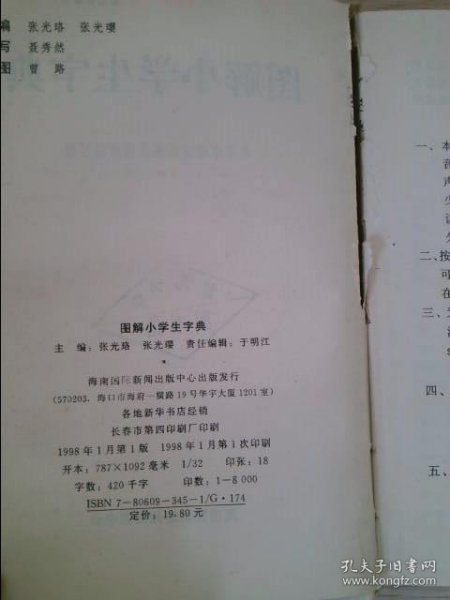 编 张光珞 张光璎
写 聂秀然
图 曾 路
图解小学生字典
主 编：张光珞 张光璎 责任编辑：于明江
海南国际新闻出版中心出版发行
(570203，海口市海府一横路19号华宇大厦1201室)
各地新华书店经销
长春市第四印刷厂印刷
1998年1月第1版 1998年1月第1次印刷
开本：787×1092毫米 1/32 印张：18
字数：420千字 印数：1—8000
ISBN 7-80609-345-1/G·174
定价：19.80元
一、本
二、按
可
在
三、
四、
五、
孔夫子旧书网
www.kongfz.com